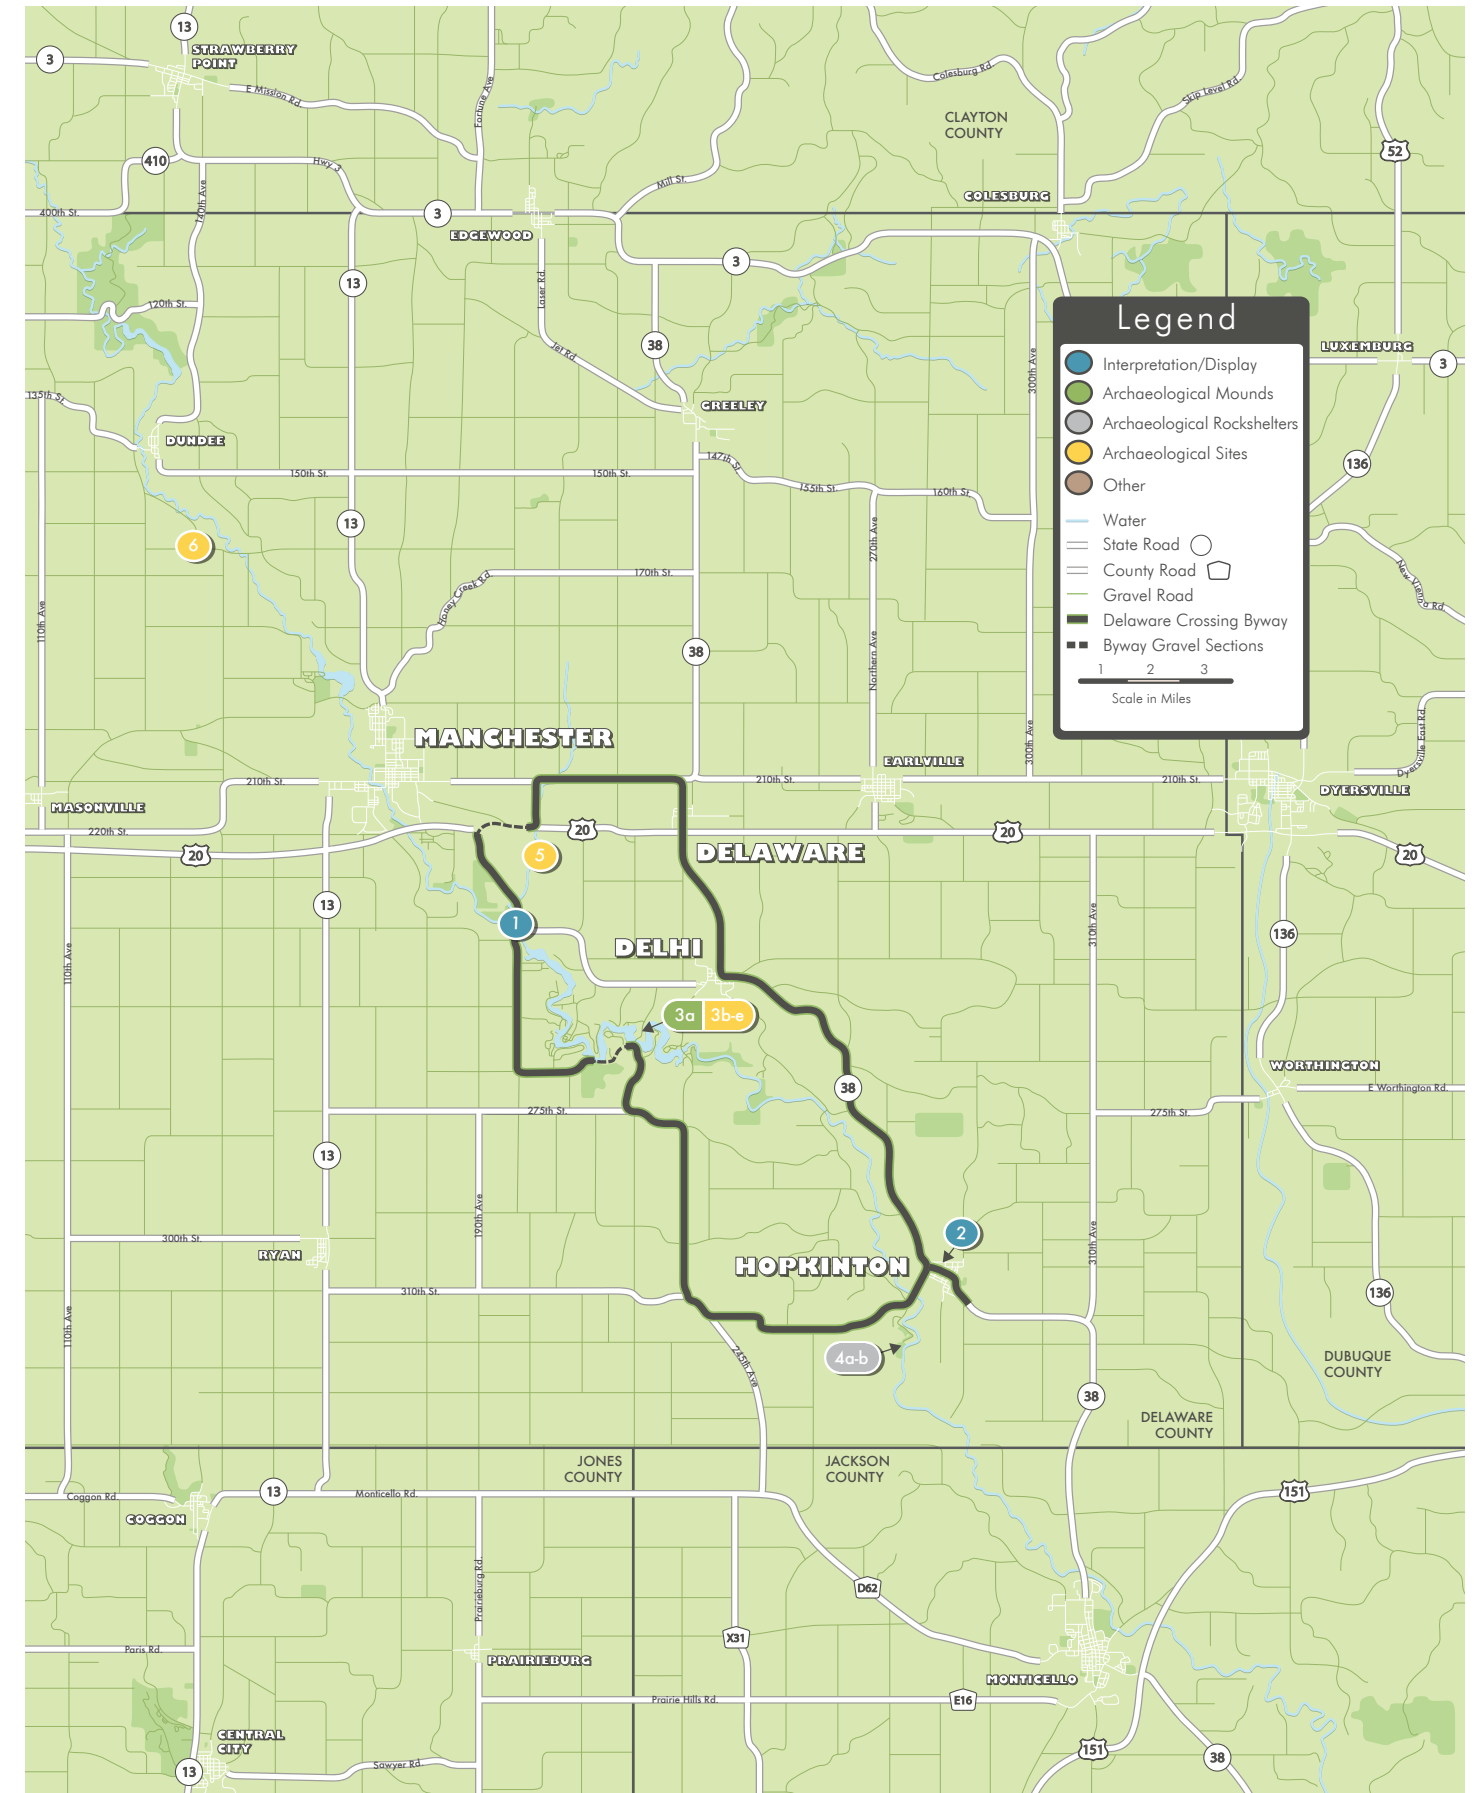 13
STRAWBERRY
POINT
3
E Mission Rd.
Fortune Ave
Colesburg Rd.
Skip Level Rd.
CLAYTON
COUNTY
52
410
Hwy 3
Mill St.
140th Ave
COLESBURG
400th St.
3
EDGEWOOD
3
13
120th St.
Laser Rd.
38
Jet Rd.
300th Ave
Legend
Interpretation/Display
Archaeological Mounds
Archaeological Rockshelters
Archaeological Sites
Other
Water
State Road
County Road
Gravel Road
Delaware Crossing Byway
Byway Gravel Sections
1 2 3
Scale in Miles
LUXEMBURG
3
135th St.
GREELEY
DUNDEE
150th St.
150th St.
147th St.
155th St.
160th St.
136
13
270th Ave
6
170th St.
Honey Creek Rd.
New Vienna Rd.
110th Ave
38
Northern Ave
300th Ave
Dyersville East Rd.
MANCHESTER
EARLVILLE
210th St.
210th St.
210th St.
DYERSVILLE
MASONVILLE
220th St.
20
20
20
20
5
DELAWARE
13
1
110th Ave
DELHI
310th Ave
136
3a
3b-e
WORTHINGTON
38
E Worthington Rd.
275th St.
275th St.
13
190th Ave
300th St.
RYAN
2
310th Ave
HOPKINTON
310th St.
136
110th Ave
245th Ave
4a-b
DUBUQUE
COUNTY
38
DELAWARE
COUNTY
JONES
COUNTY
JACKSON
COUNTY
Coggon Rd.
13
Monticello Rd.
151
COGGON
Prairieburg Rd.
D62
X31
Paris Rd.
PRAIRIEBURG
MONTICELLO
Prairie Hills Rd.
E16
CENTRAL
CITY
13
Sawyer Rd.
151
38